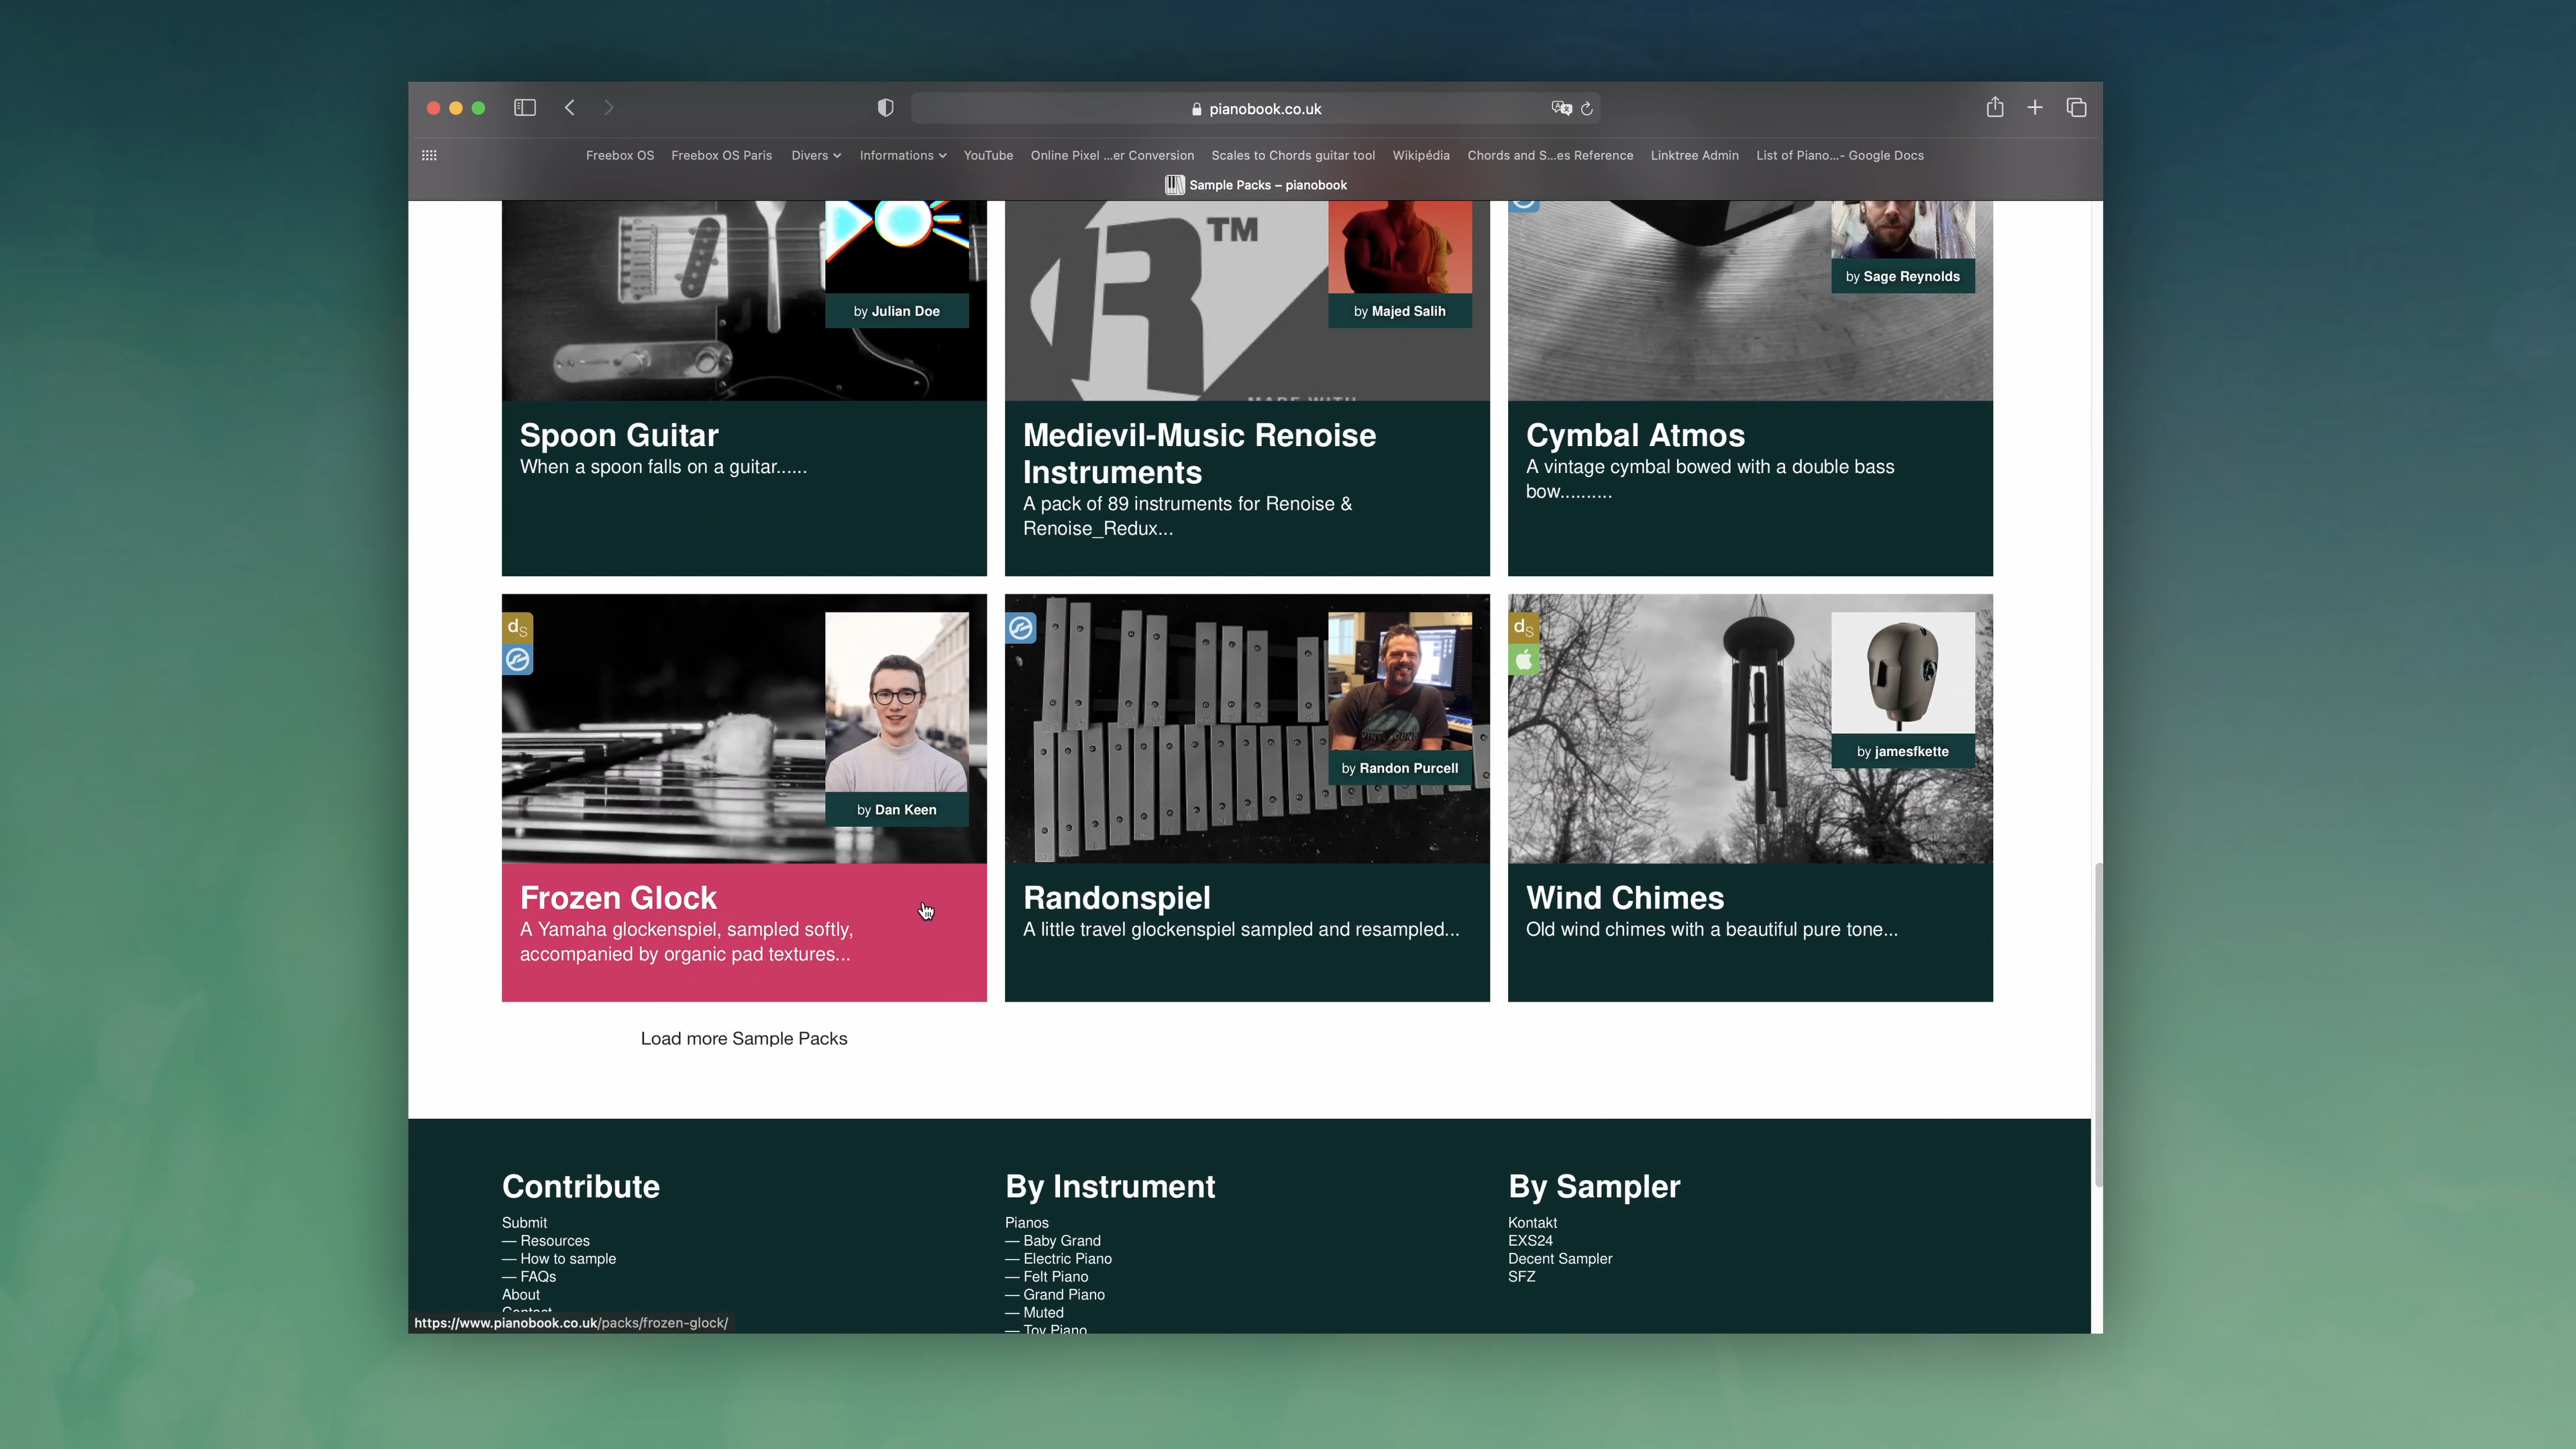 pianobook.co.uk
Freebox OS Freebox OS Paris Divers Informations YouTube Online Pixel ...er Conversion Scales to Chords guitar tool Wikipédia Chords and S...es Reference Linktree Admin List of Piano...- Google Docs
Sample Packs – pianobook
TM
R
by Julian Doe
by Majed Salih
by Sage Reynolds
MADE WITH
Spoon Guitar
When a spoon falls on a guitar......
Medievil-Music Renoise
Instruments
A pack of 89 instruments for Renoise &
Renoise_Redux...
Cymbal Atmos
A vintage cymbal bowed with a double bass
bow..........
ds
by Dan Keen
by Randon Purcell
ds
by jamesfkette
Frozen Glock
A Yamaha glockenspiel, sampled softly,
accompanied by organic pad textures...
Randonspiel
A little travel glockenspiel sampled and resampled...
Wind Chimes
Old wind chimes with a beautiful pure tone...
Load more Sample Packs
Contribute
Submit
— Resources
— How to sample
— FAQs
About
Contact
By Instrument
Pianos
— Baby Grand
— Electric Piano
— Felt Piano
— Grand Piano
— Muted
— Toy Piano
By Sampler
Kontakt
EXS24
Decent Sampler
SFZ
https://www.pianobook.co.uk/packs/frozen-glock/